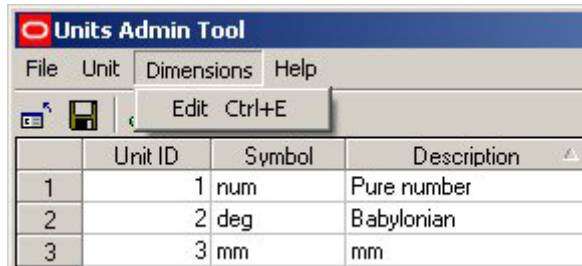 Units Admin Tool
File Unit Dimensions Help
Edit Ctrl+E
Unit ID Symbol Description
1 1 num Pure number
2 2 deg Babylonian
3 3 mm mm